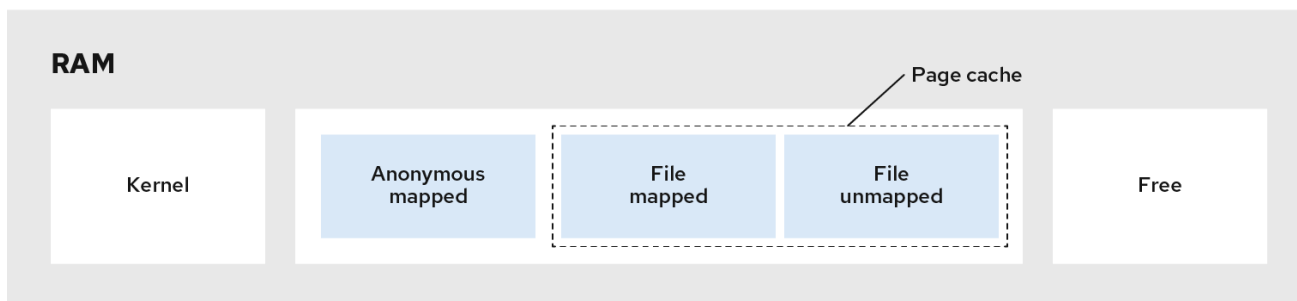 RAM
Page cache
Kernel
Anonymous
mapped
File
mapped
File
unmapped
Free